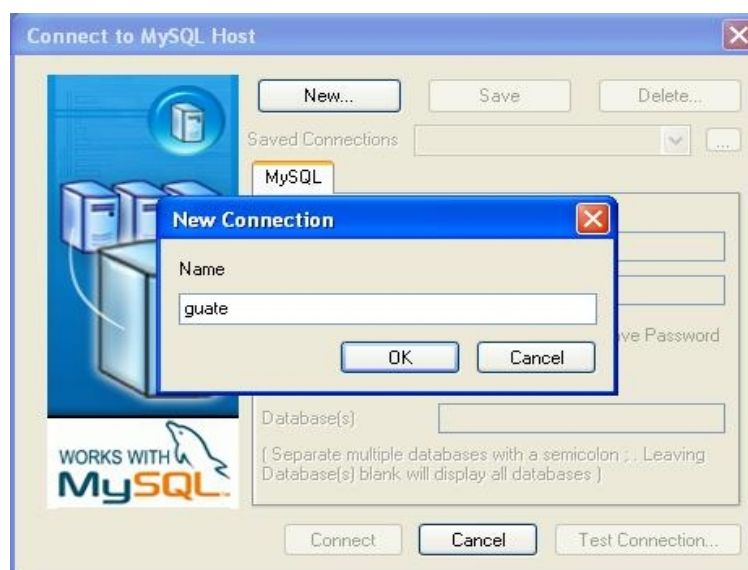 Connect to MySQL Host
New...
Save
Delete...
Saved Connections
...
MySQL
New Connection
Name
guate
ve Password
OK
Cancel
Database(s)
( Separate multiple databases with a semicolon ; . Leaving
Database(s) blank will display all databases )
WORKS WITH
MySQL
Connect
Cancel
Test Connection...